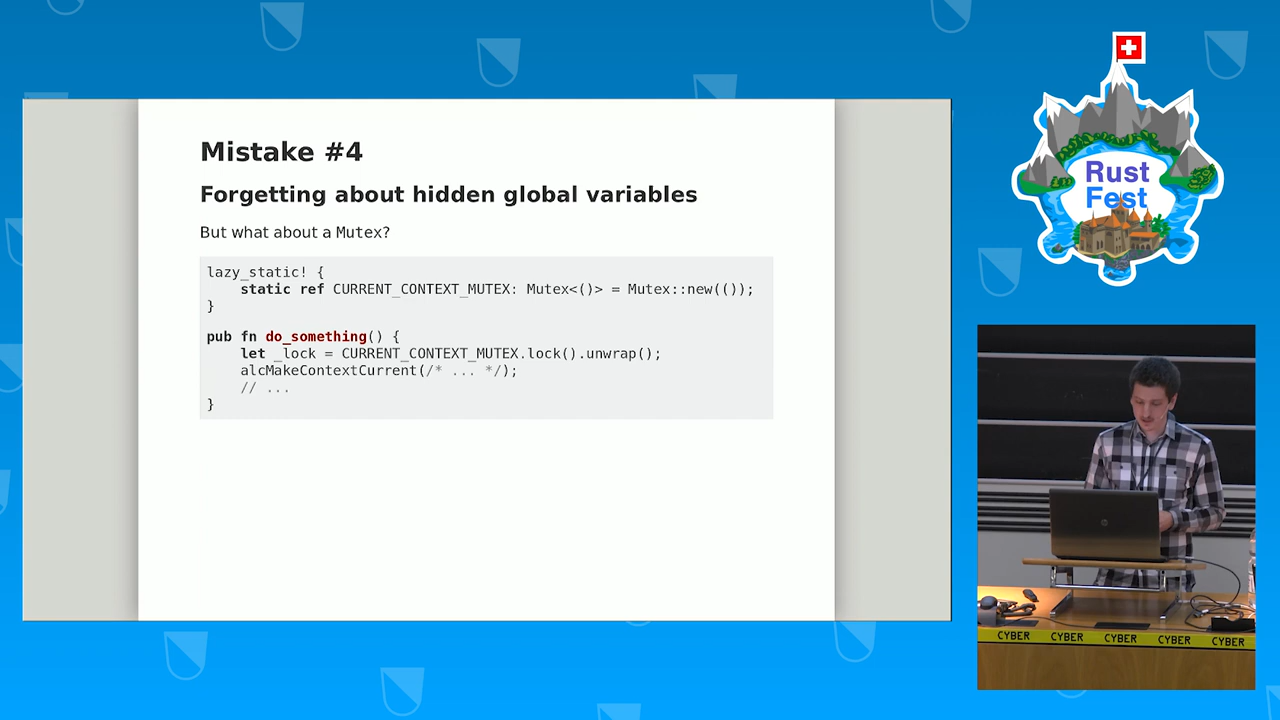 Mistake #4
Forgetting about hidden global variables
But what about a Mutex?
lazy_static! {
    static ref CURRENT_CONTEXT_MUTEX: Mutex<()> = Mutex::new(());
}
pub fn do_something() {
    let _lock = CURRENT_CONTEXT_MUTEX.lock().unwrap();
    alcMakeContextCurrent(/* ... */);
    // ...
}
Rust
Fest
CYBER CYBER CYBER CYBER CYBER